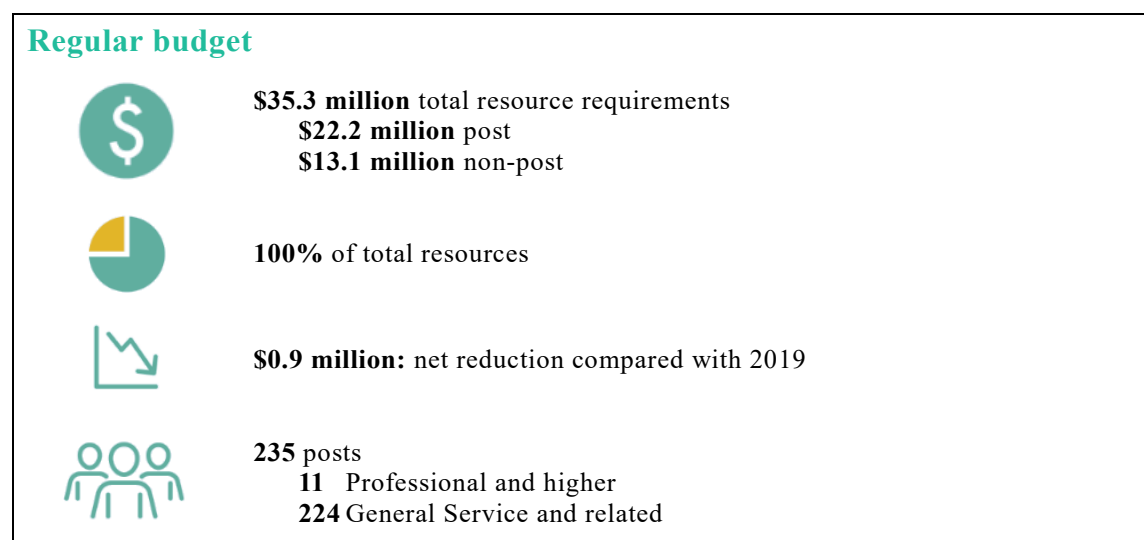 Regular budget
$
$35.3 million total resource requirements
$22.2 million post
$13.1 million non-post
100% of total resources
$0.9 million: net reduction compared with 2019
235 posts
11 Professional and higher
224 General Service and related